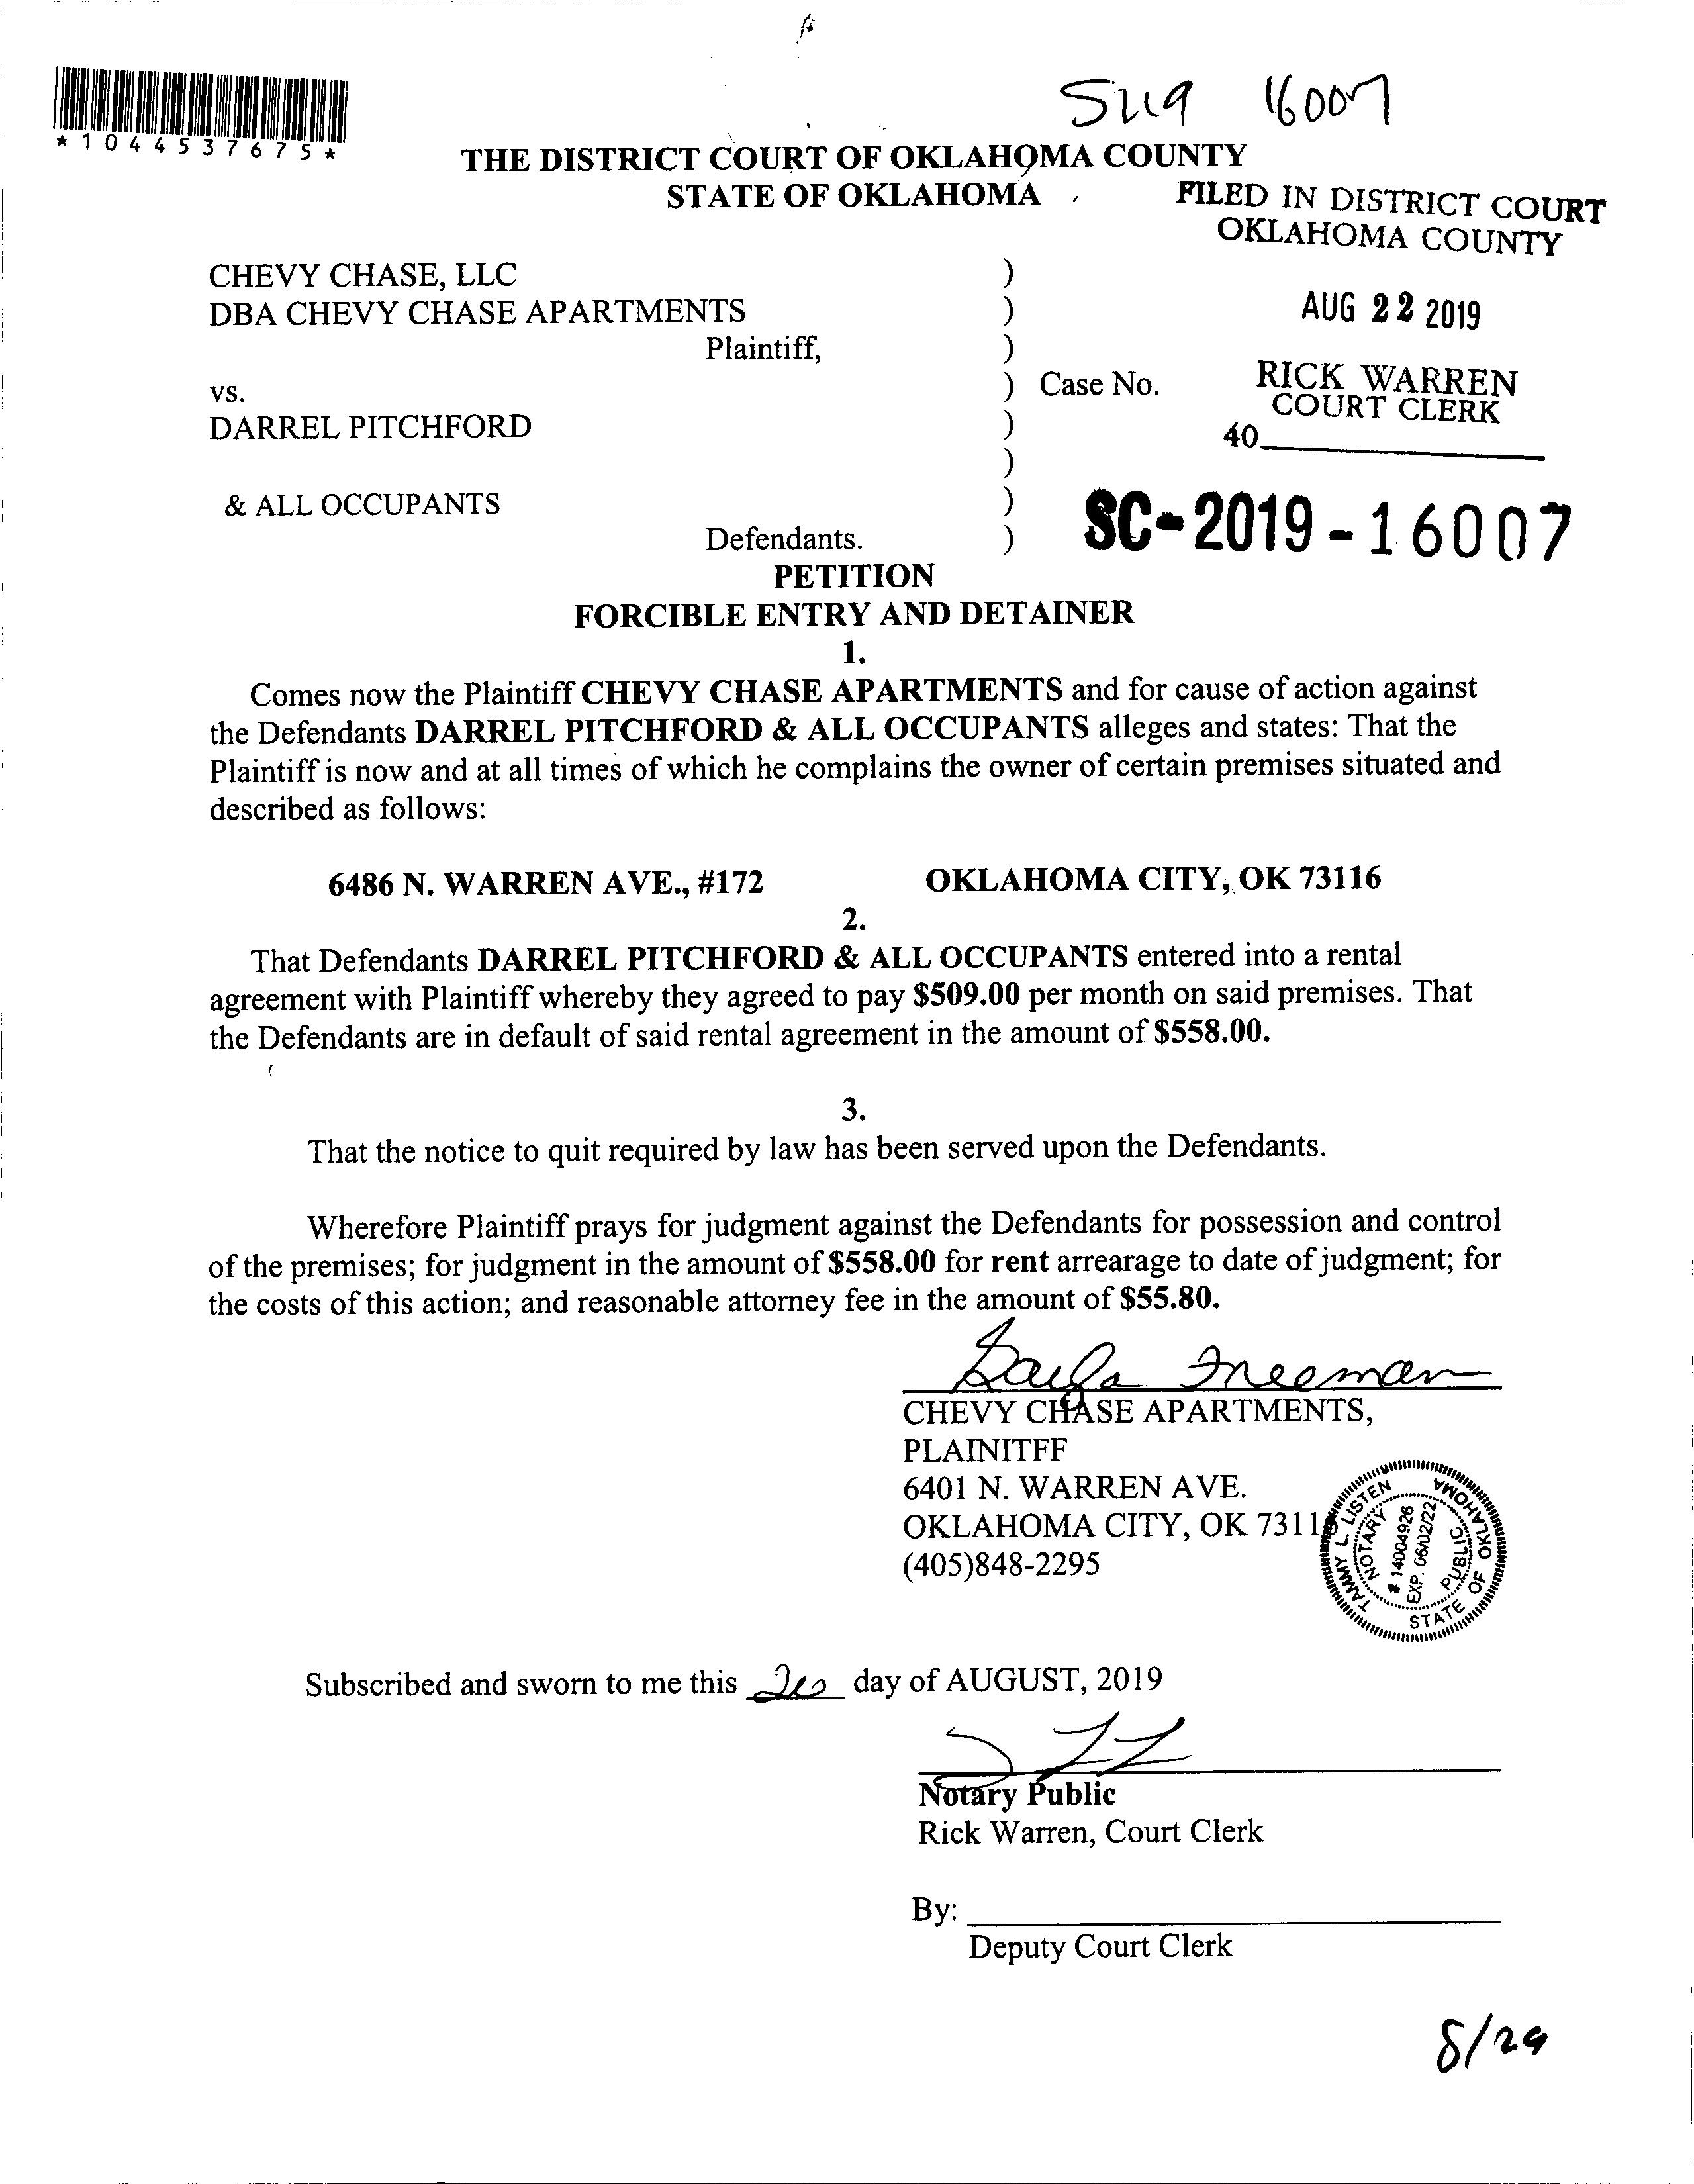 *1044537675*
16007
THE DISTRICT COURT OF OKLAHOMA COUNTY
STATE OF OKLAHOMA
FILED IN DISTRICT COURT
OKLAHOMA COUNTY
AUG 22 2019
RICK WARREN
COURT CLERK
40
CHEVY CHASE, LLC )
DBA CHEVY CHASE APARTMENTS )
Plaintiff, )
vs. ) Case No.
DARREL PITCHFORD )
)
& ALL OCCUPANTS )
Defendants. )
SC-2019-16007
PETITION
FORCIBLE ENTRY AND DETAINER
1.
Comes now the Plaintiff CHEVY CHASE APARTMENTS and for cause of action against
the Defendants DARREL PITCHFORD & ALL OCCUPANTS alleges and states: That the
Plaintiff is now and at all times of which he complains the owner of certain premises situated and
described as follows:
6486 N. WARREN AVE., #172 OKLAHOMA CITY, OK 73116
2.
That Defendants DARREL PITCHFORD & ALL OCCUPANTS entered into a rental
agreement with Plaintiff whereby they agreed to pay $509.00 per month on said premises. That
the Defendants are in default of said rental agreement in the amount of $558.00.
3.
That the notice to quit required by law has been served upon the Defendants.
Wherefore Plaintiff prays for judgment against the Defendants for possession and control
of the premises; for judgment in the amount of $558.00 for rent arrearage to date of judgment; for
the costs of this action; and reasonable attorney fee in the amount of $55.80.
Freeman
CHEVY CHASE APARTMENTS,
PLAINITFF
6401 N. WARREN AVE.
OKLAHOMA CITY, OK 73116
(405)848-2295
TAMMY L. LISTEN
NOTARY
# 14004926
EXP. 06/02/22
PUBLIC
STATE OF OKLAHOMA
Subscribed and sworn to me this day of AUGUST, 2019
Notary Public
Rick Warren, Court Clerk
By:
Deputy Court Clerk
8/29